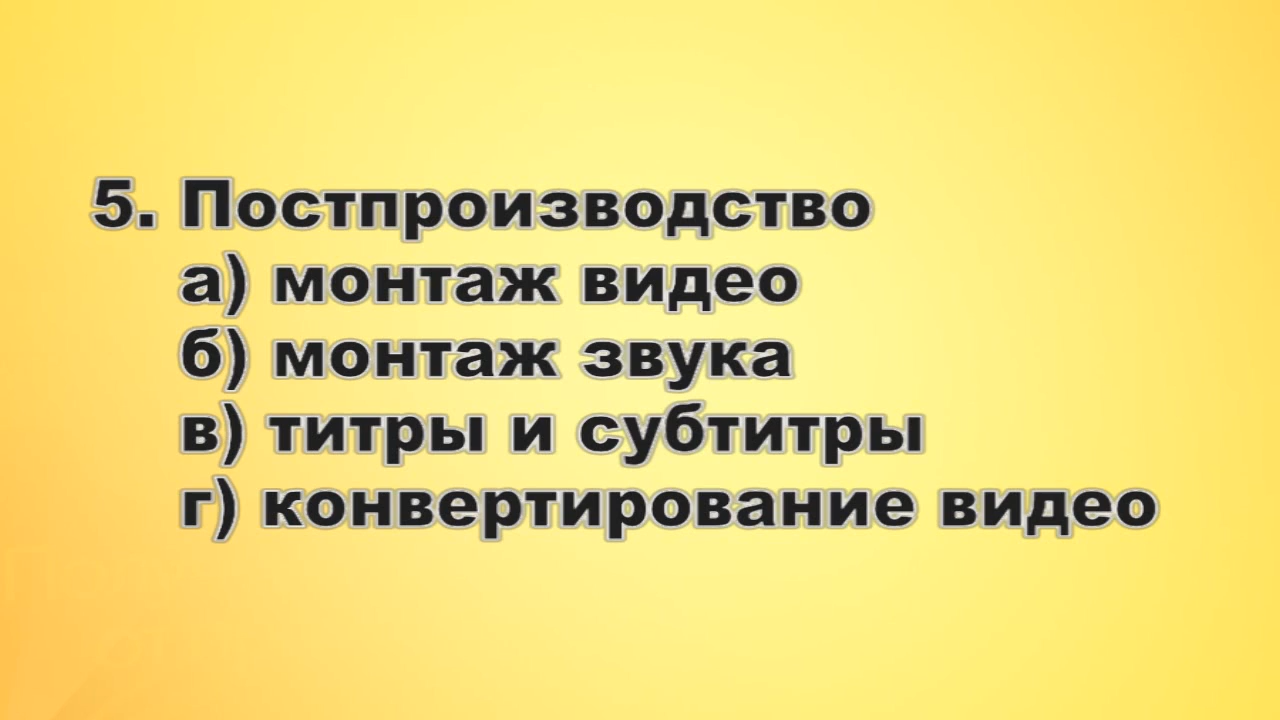 5. Постпроизводство
а) монтаж видео
б) монтаж звука
в) титры и субтитры
г) конвертирование видео